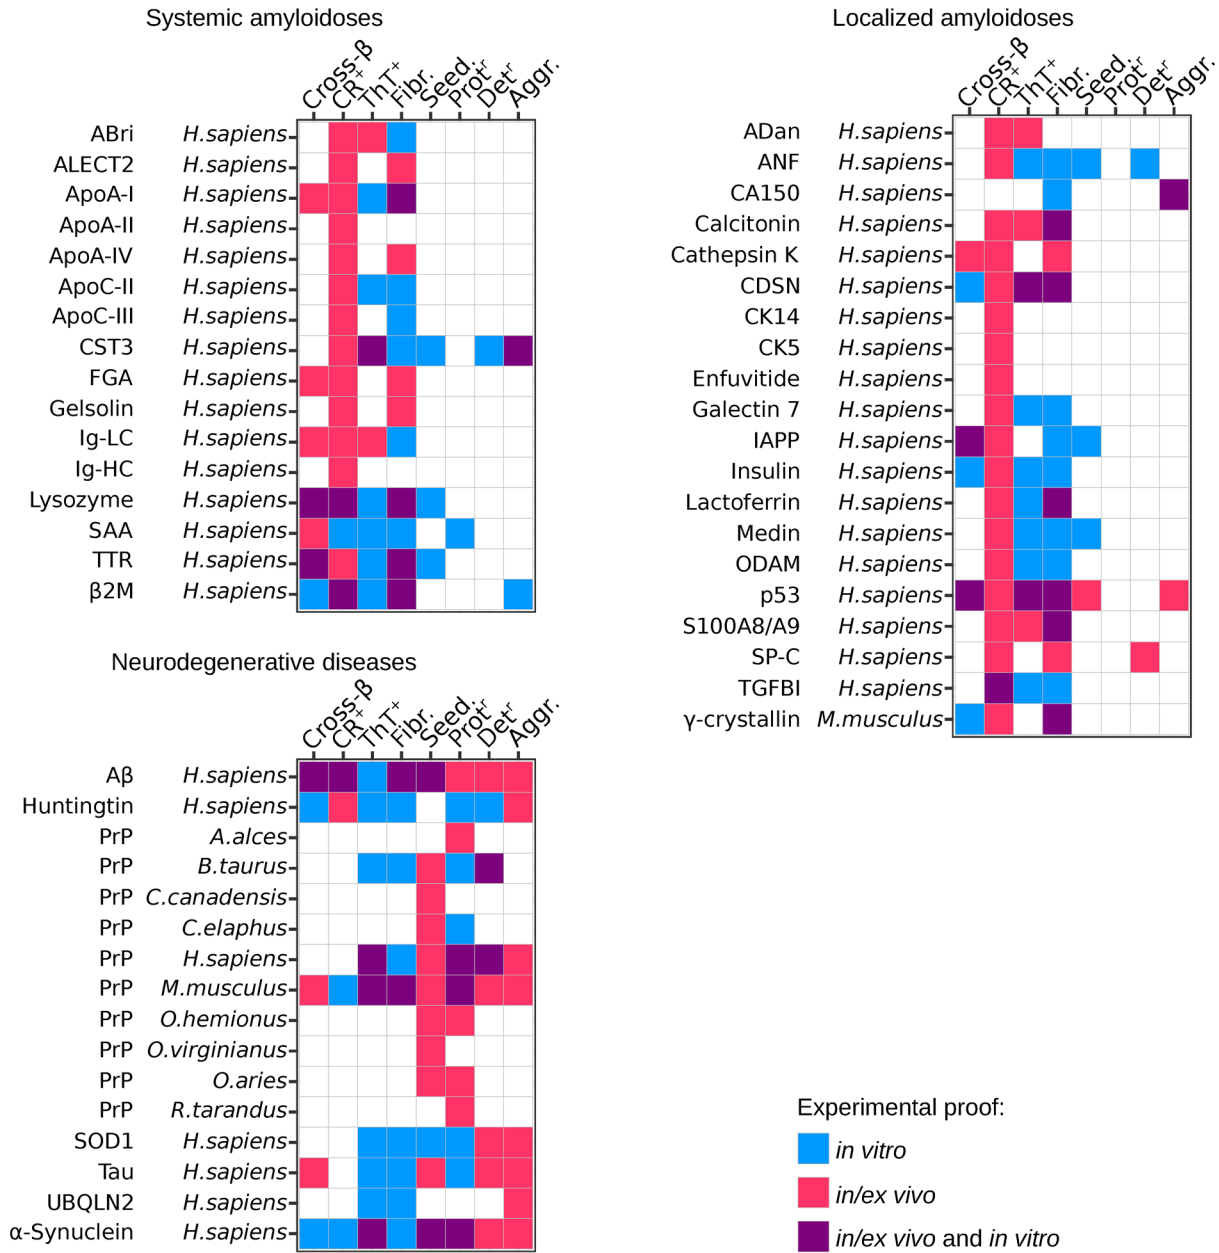 Systemic amyloidoses
Cross-β CR+ ThT+ Fibr. Seed. Protʳ Detʳ Aggr.
ABri H.sapiens
ALECT2 H.sapiens
ApoA-I H.sapiens
ApoA-II H.sapiens
ApoA-IV H.sapiens
ApoC-II H.sapiens
ApoC-III H.sapiens
CST3 H.sapiens
FGA H.sapiens
Gelsolin H.sapiens
Ig-LC H.sapiens
Ig-HC H.sapiens
Lysozyme H.sapiens
SAA H.sapiens
TTR H.sapiens
β2M H.sapiens
Neurodegenerative diseases
Cross-β CR+ ThT+ Fibr. Seed. Protʳ Detʳ Aggr.
Aβ H.sapiens
Huntingtin H.sapiens
PrP A.alces
PrP B.taurus
PrP C.canadensis
PrP C.elaphus
PrP H.sapiens
PrP M.musculus
PrP O.hemionus
PrP O.virginianus
PrP O.aries
PrP R.tarandus
SOD1 H.sapiens
Tau H.sapiens
UBQLN2 H.sapiens
α-Synuclein H.sapiens
Localized amyloidoses
Cross-β CR+ ThT+ Fibr. Seed. Protʳ Detʳ Aggr.
ADan H.sapiens
ANF H.sapiens
CA150 H.sapiens
Calcitonin H.sapiens
Cathepsin K H.sapiens
CDSN H.sapiens
CK14 H.sapiens
CK5 H.sapiens
Enfuvitide H.sapiens
Galectin 7 H.sapiens
IAPP H.sapiens
Insulin H.sapiens
Lactoferrin H.sapiens
Medin H.sapiens
ODAM H.sapiens
p53 H.sapiens
S100A8/A9 H.sapiens
SP-C H.sapiens
TGFBI H.sapiens
γ-crystallin M.musculus
Experimental proof:
in vitro
in/ex vivo
in/ex vivo and in vitro